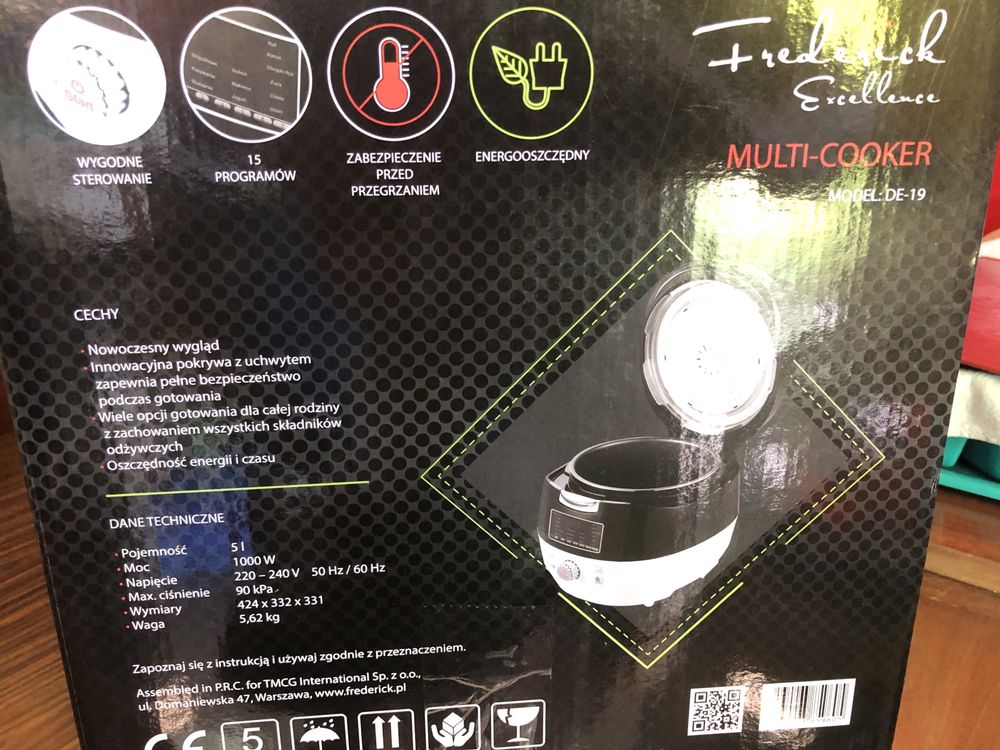 Start
WYGODNE
STEROWANIE
15
PROGRAMÓW
ZABEZPIECZENIE
PRZED
PRZEGRZANIEM
ENERGOOSZCZĘDNY
Frederick
Excellence
MULTI-COOKER
MODEL: DE-19
CECHY
• Nowoczesny wygląd
• Innowacyjna pokrywa z uchwytem
zapewnia pełne bezpieczeństwo
podczas gotowania
• Wiele opcji gotowania dla całej rodziny
z zachowaniem wszystkich składników
odżywczych
• Oszczędność energii i czasu
DANE TECHNICZNE
• Pojemność 5 l
• Moc 1000 W
• Napięcie 220 – 240 V 50 Hz / 60 Hz
• Max. ciśnienie 90 kPa
• Wymiary 424 x 332 x 331
• Waga 5,62 kg
Zapoznaj się z instrukcją i używaj zgodnie z przeznaczeniem.
Assembled in P.R.C. for TMCG International Sp. z o.o.,
ul. Domaniewska 47, Warszawa, www.frederick.pl
CE 5